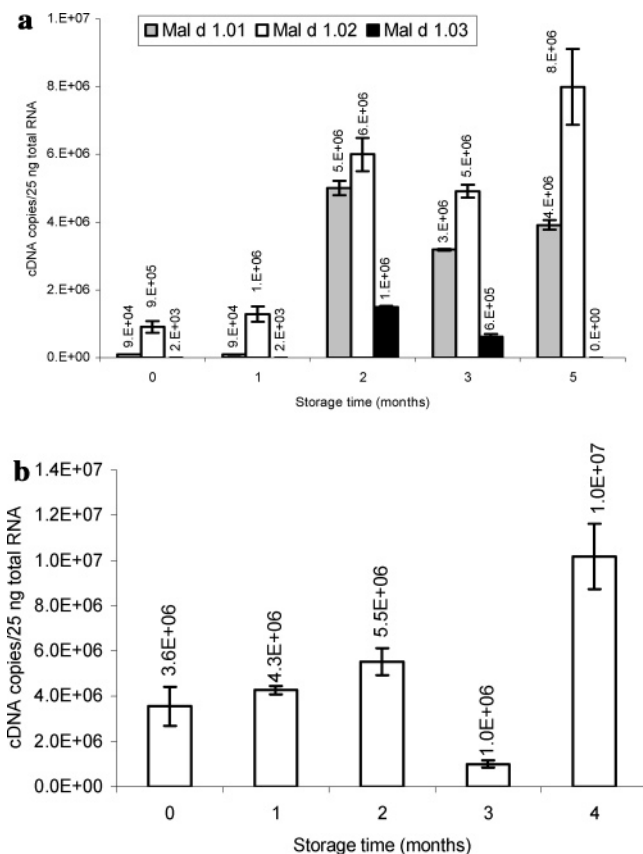 a
Mal d 1.01 Mal d 1.02 Mal d 1.03
cDNA copies/25 ng total RNA
1.E+07
8.E+06
6.E+06
4.E+06
2.E+06
0.E+00
9.E+04
9.E+05
2.E+03
9.E+04
1.E+06
2.E+03
5.E+06
6.E+06
1.E+06
3.E+06
5.E+06
6.E+05
4.E+06
8.E+06
0.E+00
0 1 2 3 5
Storage time (months)
b
cDNA copies/25 ng total RNA
1.4E+07
1.2E+07
1.0E+07
8.0E+06
6.0E+06
4.0E+06
2.0E+06
0.0E+00
3.6E+06
4.3E+06
5.5E+06
1.0E+06
1.0E+07
0 1 2 3 4
Storage time (months)